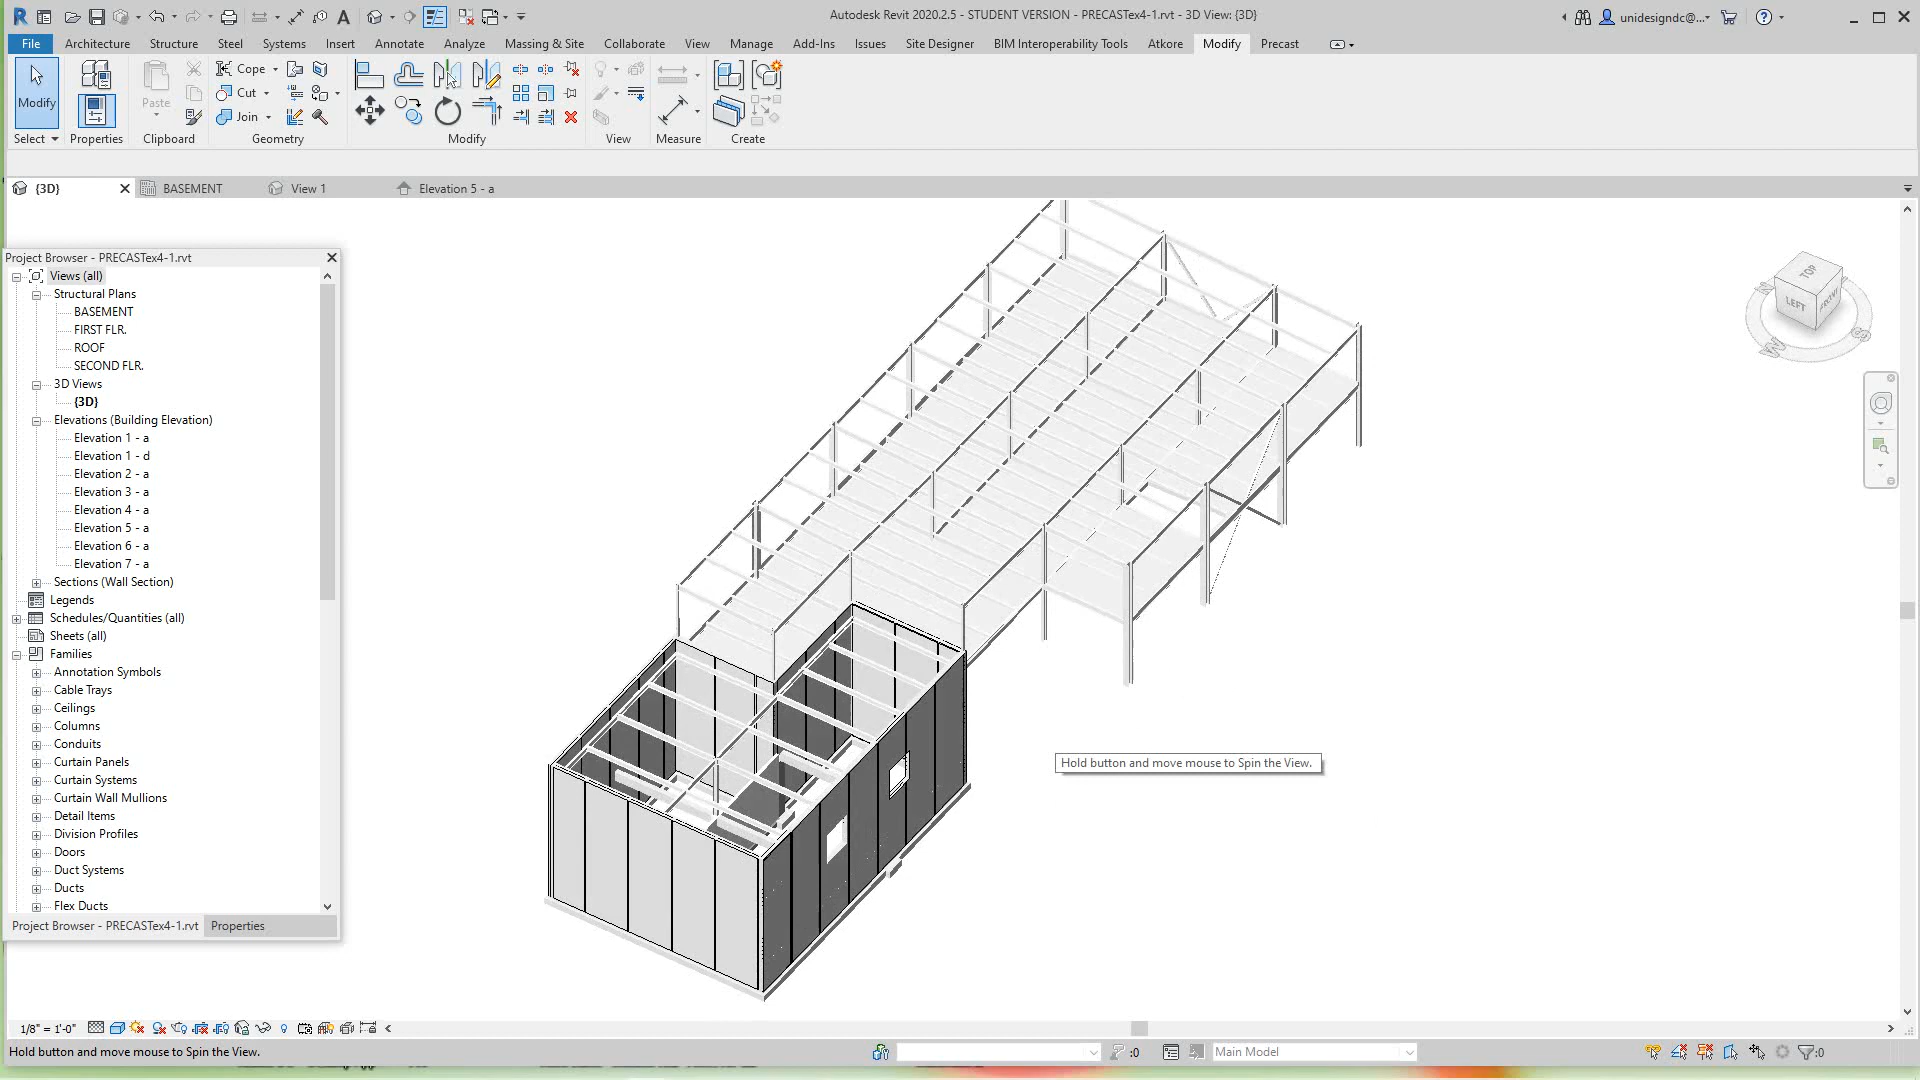 Autodesk Revit 2020.2.5 - STUDENT VERSION - PRECASTex4-1.rvt - 3D View: {3D}
unidesigndc@...
File Architecture Structure Steel Systems Insert Annotate Analyze Massing & Site Collaborate View Manage Add-Ins Issues Site Designer BIM Interoperability Tools Atkore Modify Precast
Modify
Paste
Cope
Cut
Join
Select Properties Clipboard Geometry Modify View Measure Create
{3D} BASEMENT View 1 Elevation 5 - a
Project Browser - PRECASTex4-1.rvt
Views (all)
Structural Plans
BASEMENT
FIRST FLR.
ROOF
SECOND FLR.
3D Views
{3D}
Elevations (Building Elevation)
Elevation 1 - a
Elevation 1 - d
Elevation 2 - a
Elevation 3 - a
Elevation 4 - a
Elevation 5 - a
Elevation 6 - a
Elevation 7 - a
Sections (Wall Section)
Legends
Schedules/Quantities (all)
Sheets (all)
Families
Annotation Symbols
Cable Trays
Ceilings
Columns
Conduits
Curtain Panels
Curtain Systems
Curtain Wall Mullions
Detail Items
Division Profiles
Doors
Duct Systems
Ducts
Flex Ducts
Project Browser - PRECASTex4-1.rvt Properties
TOP
LEFT
FRONT
Hold button and move mouse to Spin the View.
1/8" = 1'-0"
Hold button and move mouse to Spin the View.
:0
Main Model
:0